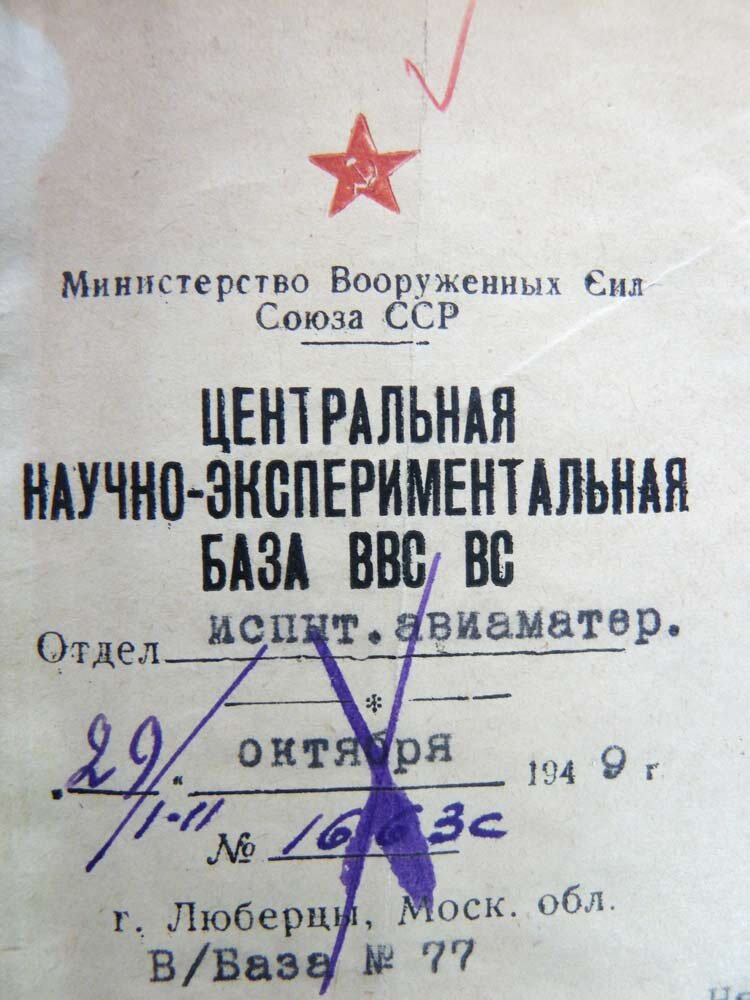 Министерство Вооруженных Сил
Союза ССР
ЦЕНТРАЛЬНАЯ
НАУЧНО-ЭКСПЕРИМЕНТАЛЬНАЯ
БАЗА ВВС ВС
Отдел испыт. авиаматер.
*
29 " октября 1949 г
1-11
№ 1663с
г. Люберцы, Моск. обл.
В/База № 77